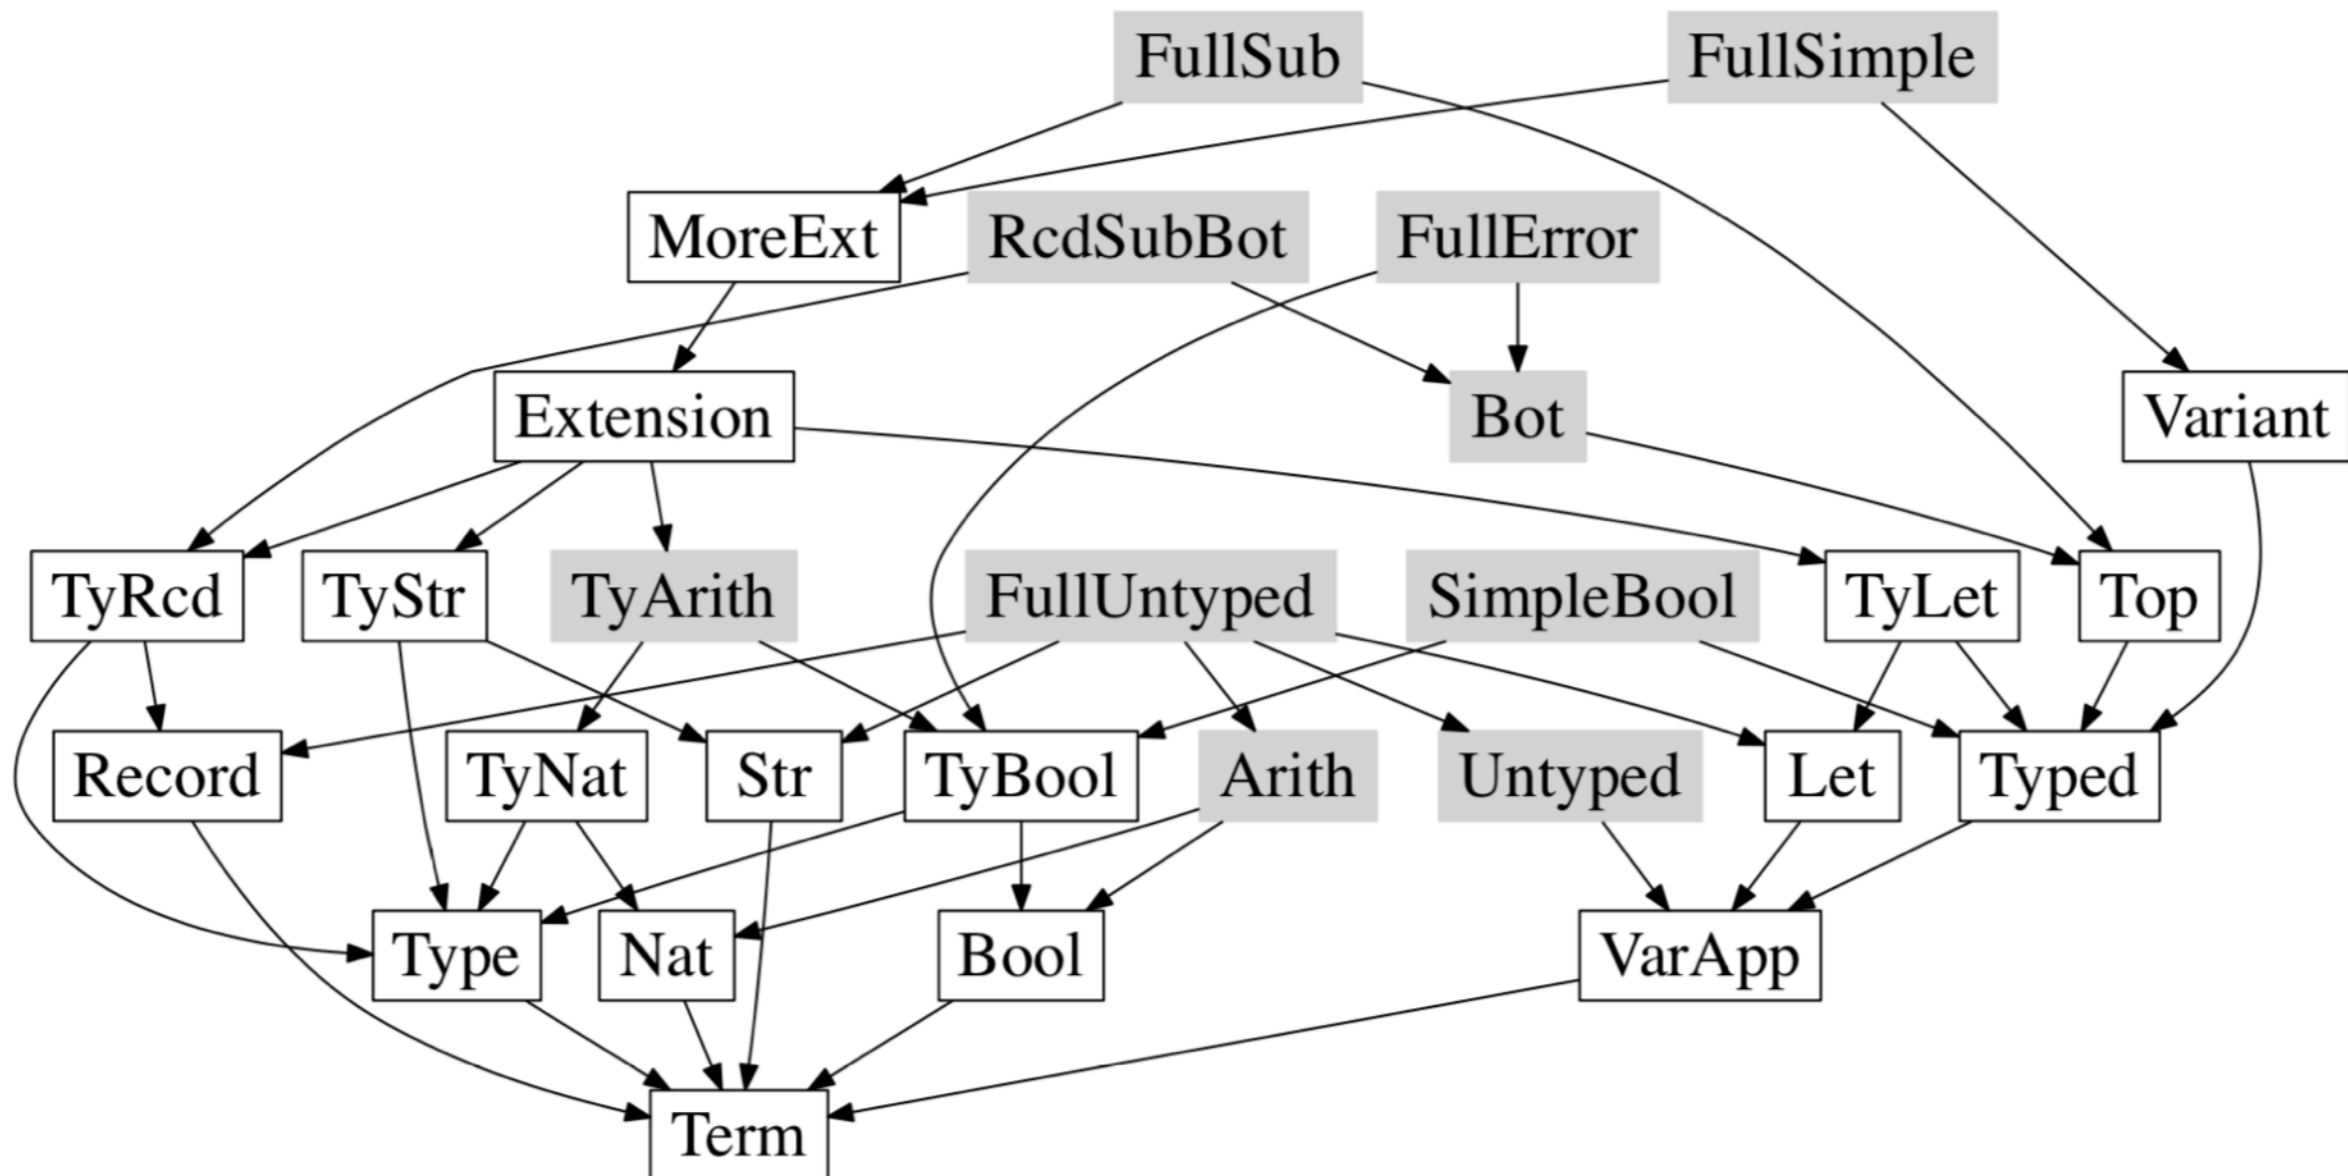 FullSub
FullSimple
MoreExt
RcdSubBot
FullError
Extension
Bot
Variant
TyRcd
TyStr
TyArith
FullUntyped
SimpleBool
TyLet
Top
Record
TyNat
Str
TyBool
Arith
Untyped
Let
Typed
Type
Nat
Bool
VarApp
Term